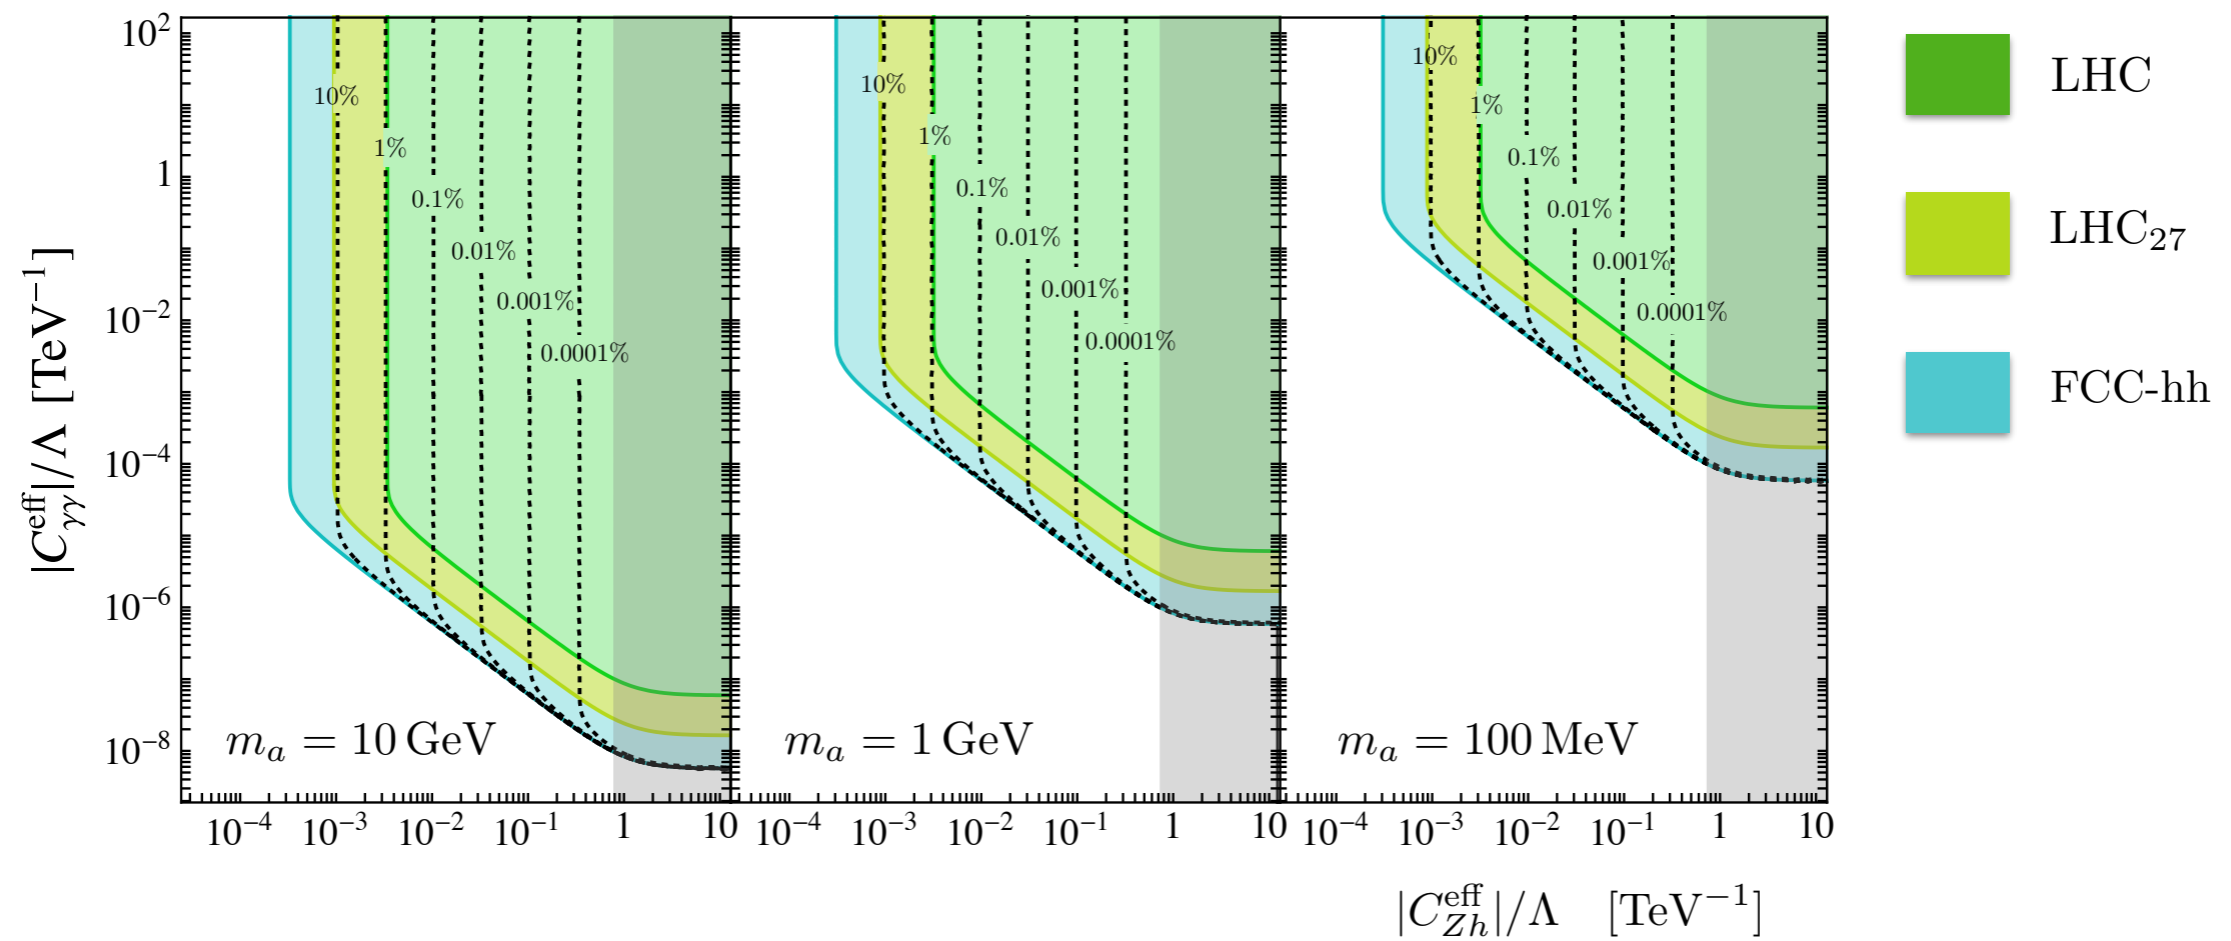 10² 1 10⁻² 10⁻⁴ 10⁻⁶ 10⁻⁸
|C_γγ^eff|/Λ [TeV⁻¹]
10% 1% 0.1% 0.01% 0.001% 0.0001%
m_a = 10 GeV
10⁻⁴ 10⁻³ 10⁻² 10⁻¹ 1 10
10% 1% 0.1% 0.01% 0.001% 0.0001%
m_a = 1 GeV
10⁻⁴ 10⁻³ 10⁻² 10⁻¹ 1 10
10% 1% 0.1% 0.01% 0.001% 0.0001%
m_a = 100 MeV
10⁻⁴ 10⁻³ 10⁻² 10⁻¹ 1 10
|C_Zh^eff|/Λ [TeV⁻¹]
LHC
LHC₂₇
FCC-hh